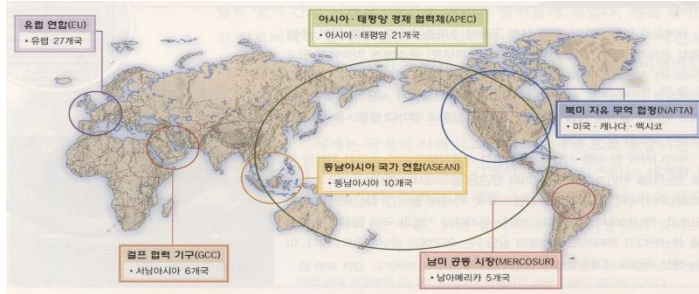 유럽 연합(EU)
• 유럽 27개국
아시아 · 태평양 경제 협력체(APEC)
• 아시아 · 태평양 21개국
북미 자유 무역 협정(NAFTA)
• 미국 · 캐나다 · 멕시코
동남아시아 국가 연합(ASEAN)
• 동남아시아 10개국
걸프 협력 기구(GCC)
• 서남아시아 6개국
남미 공동 시장(MERCOSUR)
• 남아메리카 5개국